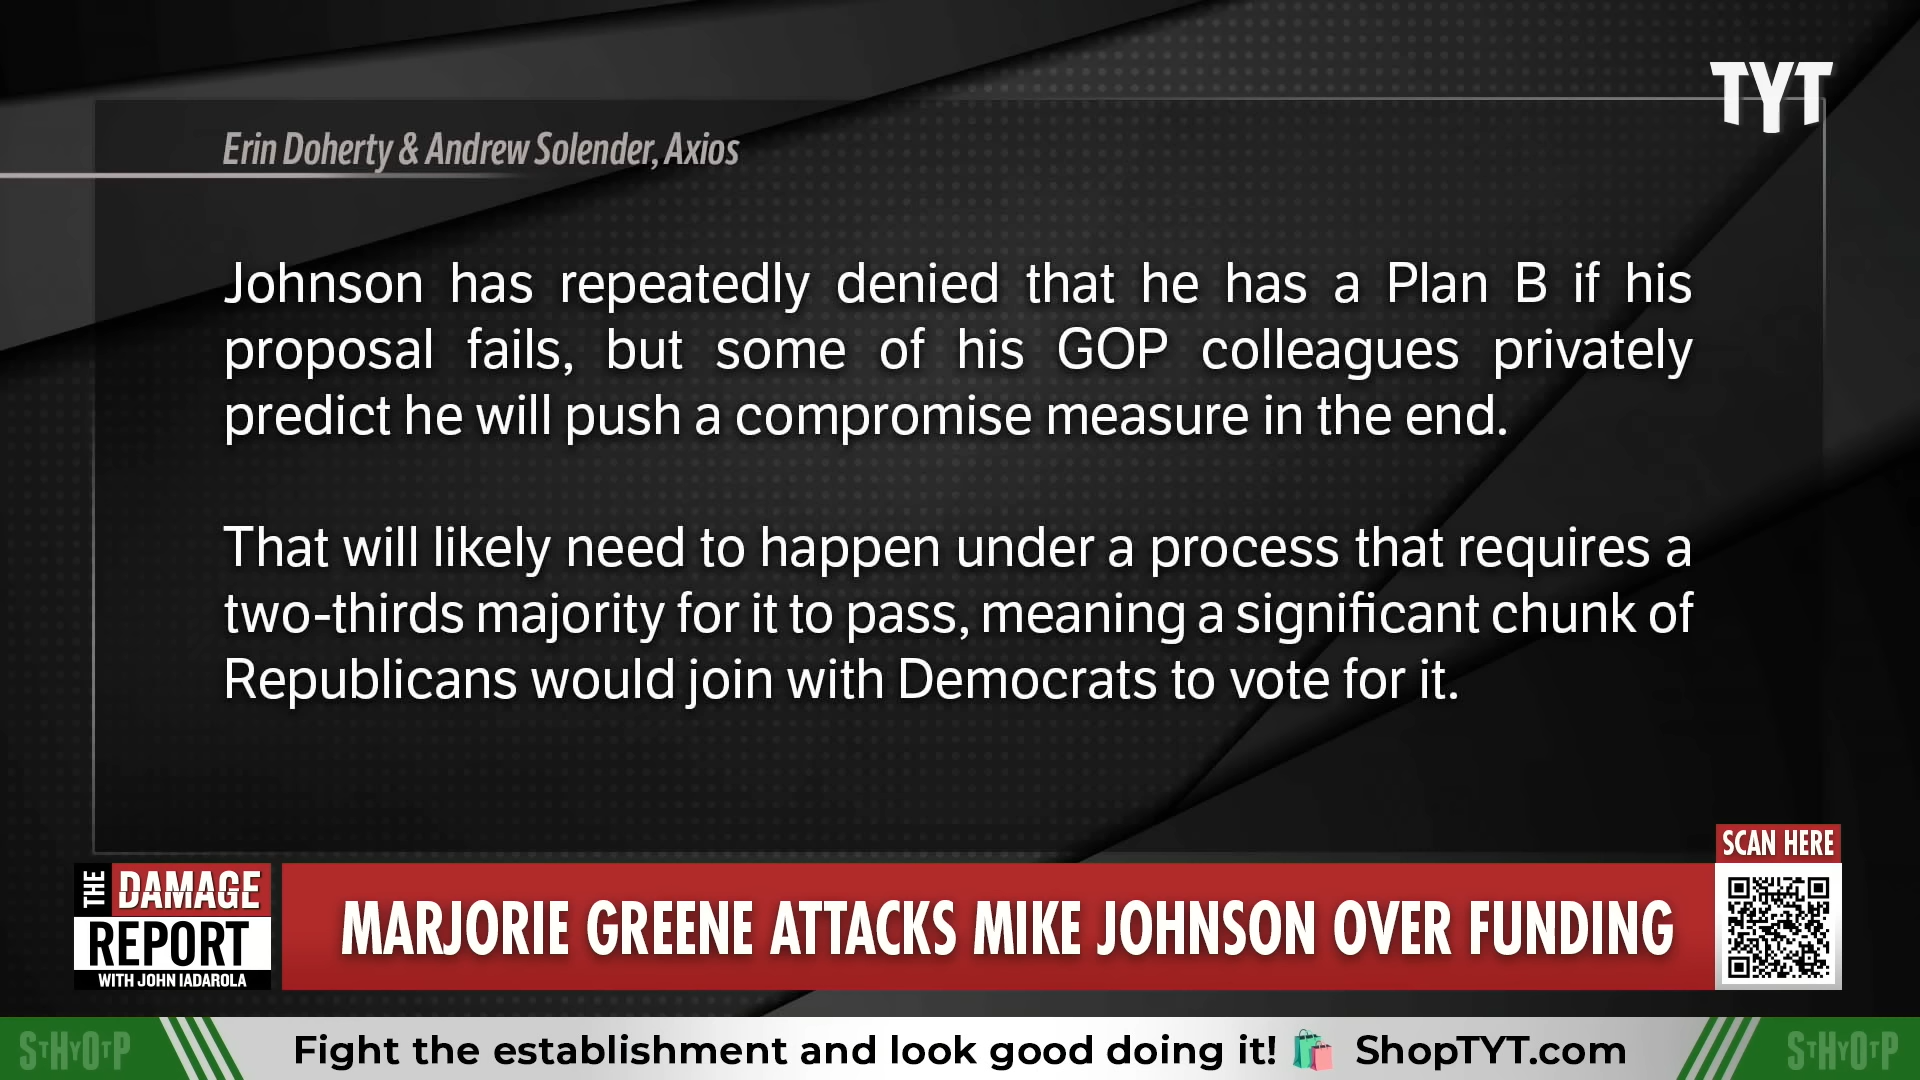 TYT
Erin Doherty & Andrew Solender, Axios
Johnson has repeatedly denied that he has a Plan B if his
proposal fails, but some of his GOP colleagues privately
predict he will push a compromise measure in the end.
That will likely need to happen under a process that requires a
two-thirds majority for it to pass, meaning a significant chunk of
Republicans would join with Democrats to vote for it.
SCAN HERE
THE DAMAGE
REPORT
WITH JOHN IADAROLA
MARJORIE GREENE ATTACKS MIKE JOHNSON OVER FUNDING
STHYOTP
Fight the establishment and look good doing it! ShopTYT.com
STHYOTP